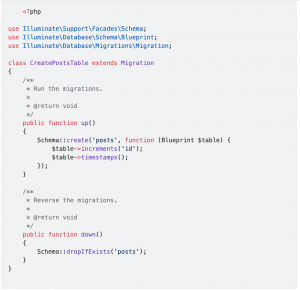 <?php
use Illuminate\Support\Facades\Schema;
use Illuminate\Database\Schema\Blueprint;
use Illuminate\Database\Migrations\Migration;
class CreatePostsTable extends Migration
{
/**
* Run the migrations.
*
* @return void
*/
public function up()
{
Schema::create('posts', function (Blueprint $table) {
$table->increments("id");
$table->timestamps();
});
}
/**
* Reverse the migrations.
*
* @return void
*/
public function down()
{
Schema::dropIfExists('posts');
}
}